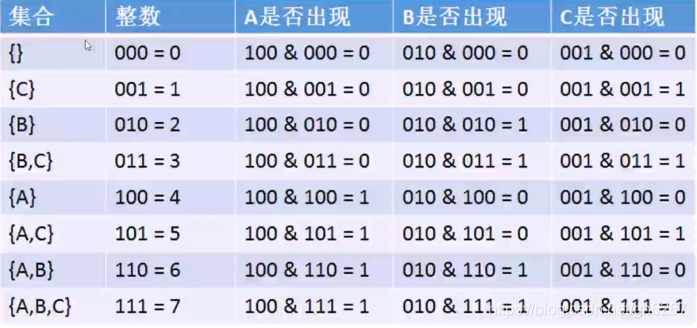 集合 整数 A是否出现 B是否出现 C是否出现
{} 000 = 0 100 & 000 = 0 010 & 000 = 0 001 & 000 = 0
{C} 001 = 1 100 & 001 = 0 010 & 001 = 0 001 & 001 = 1
{B} 010 = 2 100 & 010 = 0 010 & 010 = 1 001 & 010 = 0
{B,C} 011 = 3 100 & 011 = 0 010 & 011 = 1 001 & 011 = 1
{A} 100 = 4 100 & 100 = 1 010 & 100 = 0 001 & 100 = 0
{A,C} 101 = 5 100 & 101 = 1 010 & 101 = 0 001 & 101 = 1
{A,B} 110 = 6 100 & 110 = 1 010 & 110 = 1 001 & 110 = 0
{A,B,C} 111 = 7 100 & 111 = 1 010 & 111 = 1 001 & 111 = 1